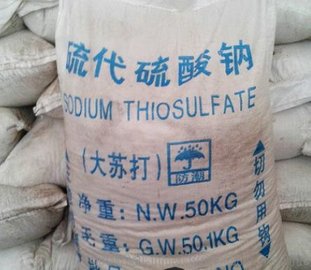 硫代硫酸钠
SODIUM THIOSULFATE
(大苏打)
防潮
净重: N.W.50KG
毛重: G.W.50.1KG
切勿用钩